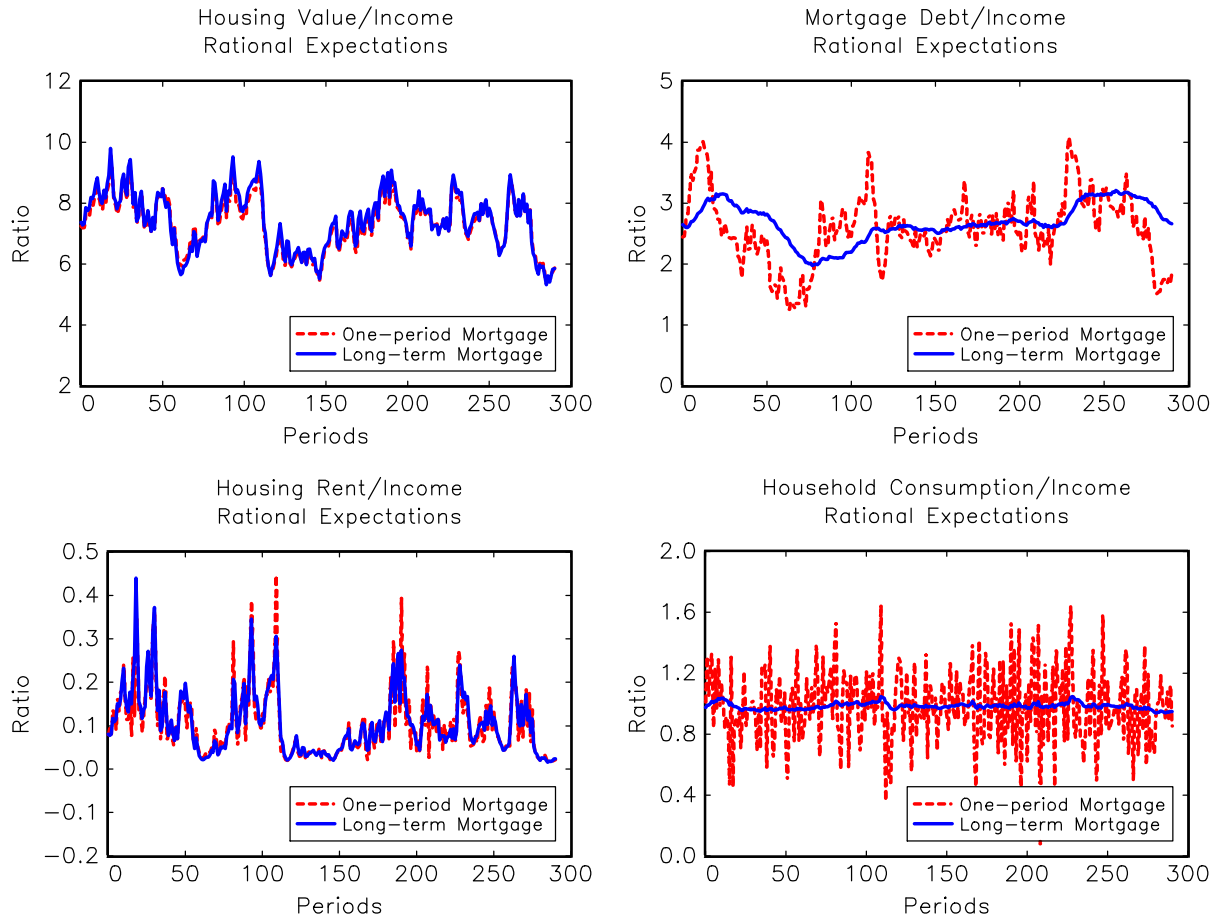 Housing Value/Income
Rational Expectations
12
10
8
6
4
2
Ratio
One-period Mortgage
Long-term Mortgage
0 50 100 150 200 250 300
Periods
Mortgage Debt/Income
Rational Expectations
5
4
3
2
1
0
Ratio
One-period Mortgage
Long-term Mortgage
0 50 100 150 200 250 300
Periods
Housing Rent/Income
Rational Expectations
0.5
0.4
0.3
0.2
0.1
-0.0
-0.1
-0.2
Ratio
One-period Mortgage
Long-term Mortgage
0 50 100 150 200 250 300
Periods
Household Consumption/Income
Rational Expectations
2.0
1.6
1.2
0.8
0.4
0.0
Ratio
One-period Mortgage
Long-term Mortgage
0 50 100 150 200 250 300
Periods